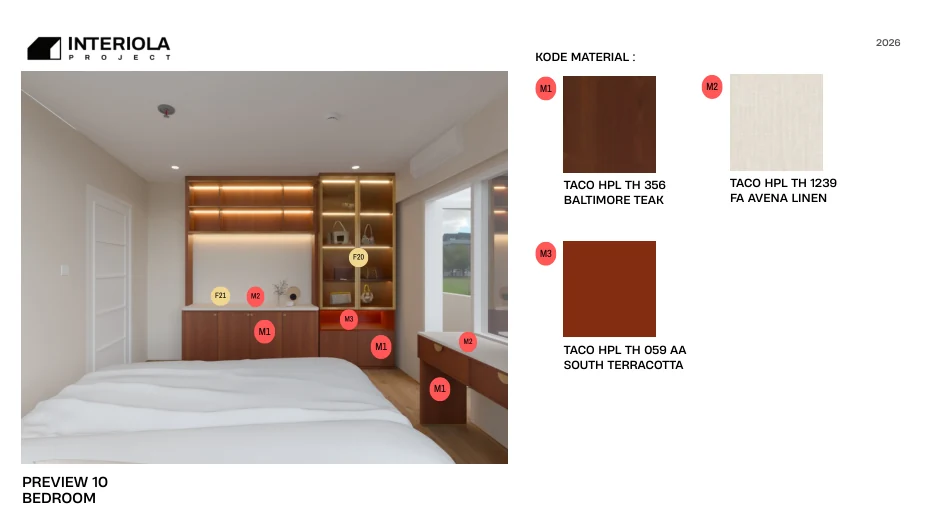 INTERIOLA
PROJECT
2026
KODE MATERIAL :
M1
M2
TACO HPL TH 356
BALTIMORE TEAK
TACO HPL TH 1239
FA AVENA LINEN
M3
TACO HPL TH 059 AA
SOUTH TERRACOTTA
F20
F21
M2
M3
M1
M1
M2
M1
PREVIEW 10
BEDROOM